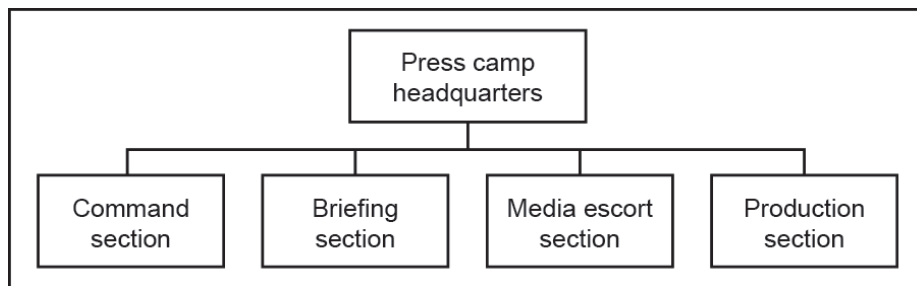 Press camp
headquarters
Command
section
Briefing
section
Media escort
section
Production
section